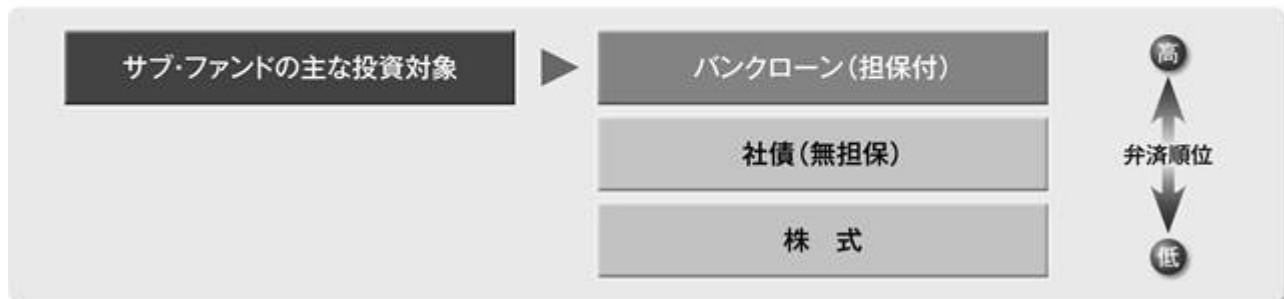 サブ・ファンドの主な投資対象
バンクローン(担保付)
高
社債(無担保)
弁済順位
株 式
低